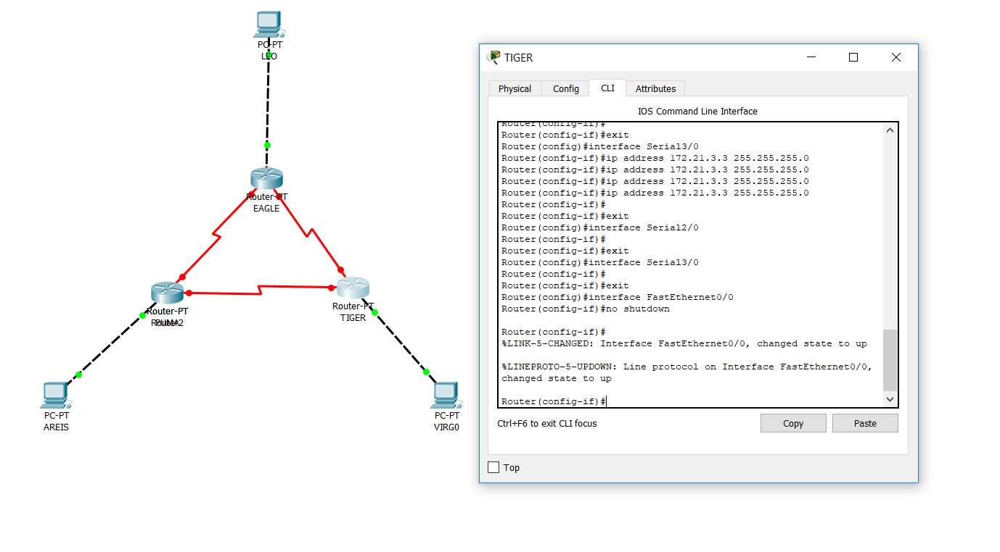 PC-PT
LEO
Router-PT
EAGLE
Router-PT
TIGER
Router-PT
PC-PT
AREIS
PC-PT
VIRG0
TIGER
Physical
Config
CLI
Attributes
IOS Command Line Interface
Router(config-if)#
Router(config-if)#exit
Router(config)#interface Serial3/0
Router(config-if)#ip address 172.21.3.3 255.255.255.0
Router(config-if)#ip address 172.21.3.3 255.255.255.0
Router(config-if)#ip address 172.21.3.3 255.255.255.0
Router(config-if)#ip address 172.21.3.3 255.255.255.0
Router(config-if)#
Router(config-if)#exit
Router(config)#interface Serial2/0
Router(config-if)#
Router(config-if)#exit
Router(config)#interface Serial3/0
Router(config-if)#
Router(config-if)#exit
Router(config)#interface FastEthernet0/0
Router(config-if)#no shutdown
Router(config-if)#
%LINK-5-CHANGED: Interface FastEthernet0/0, changed state to up
%LINEPROTO-5-UPDOWN: Line protocol on Interface FastEthernet0/0,
changed state to up
Router(config-if)#
Ctrl+F6 to exit CLI focus
Copy
Paste
Top